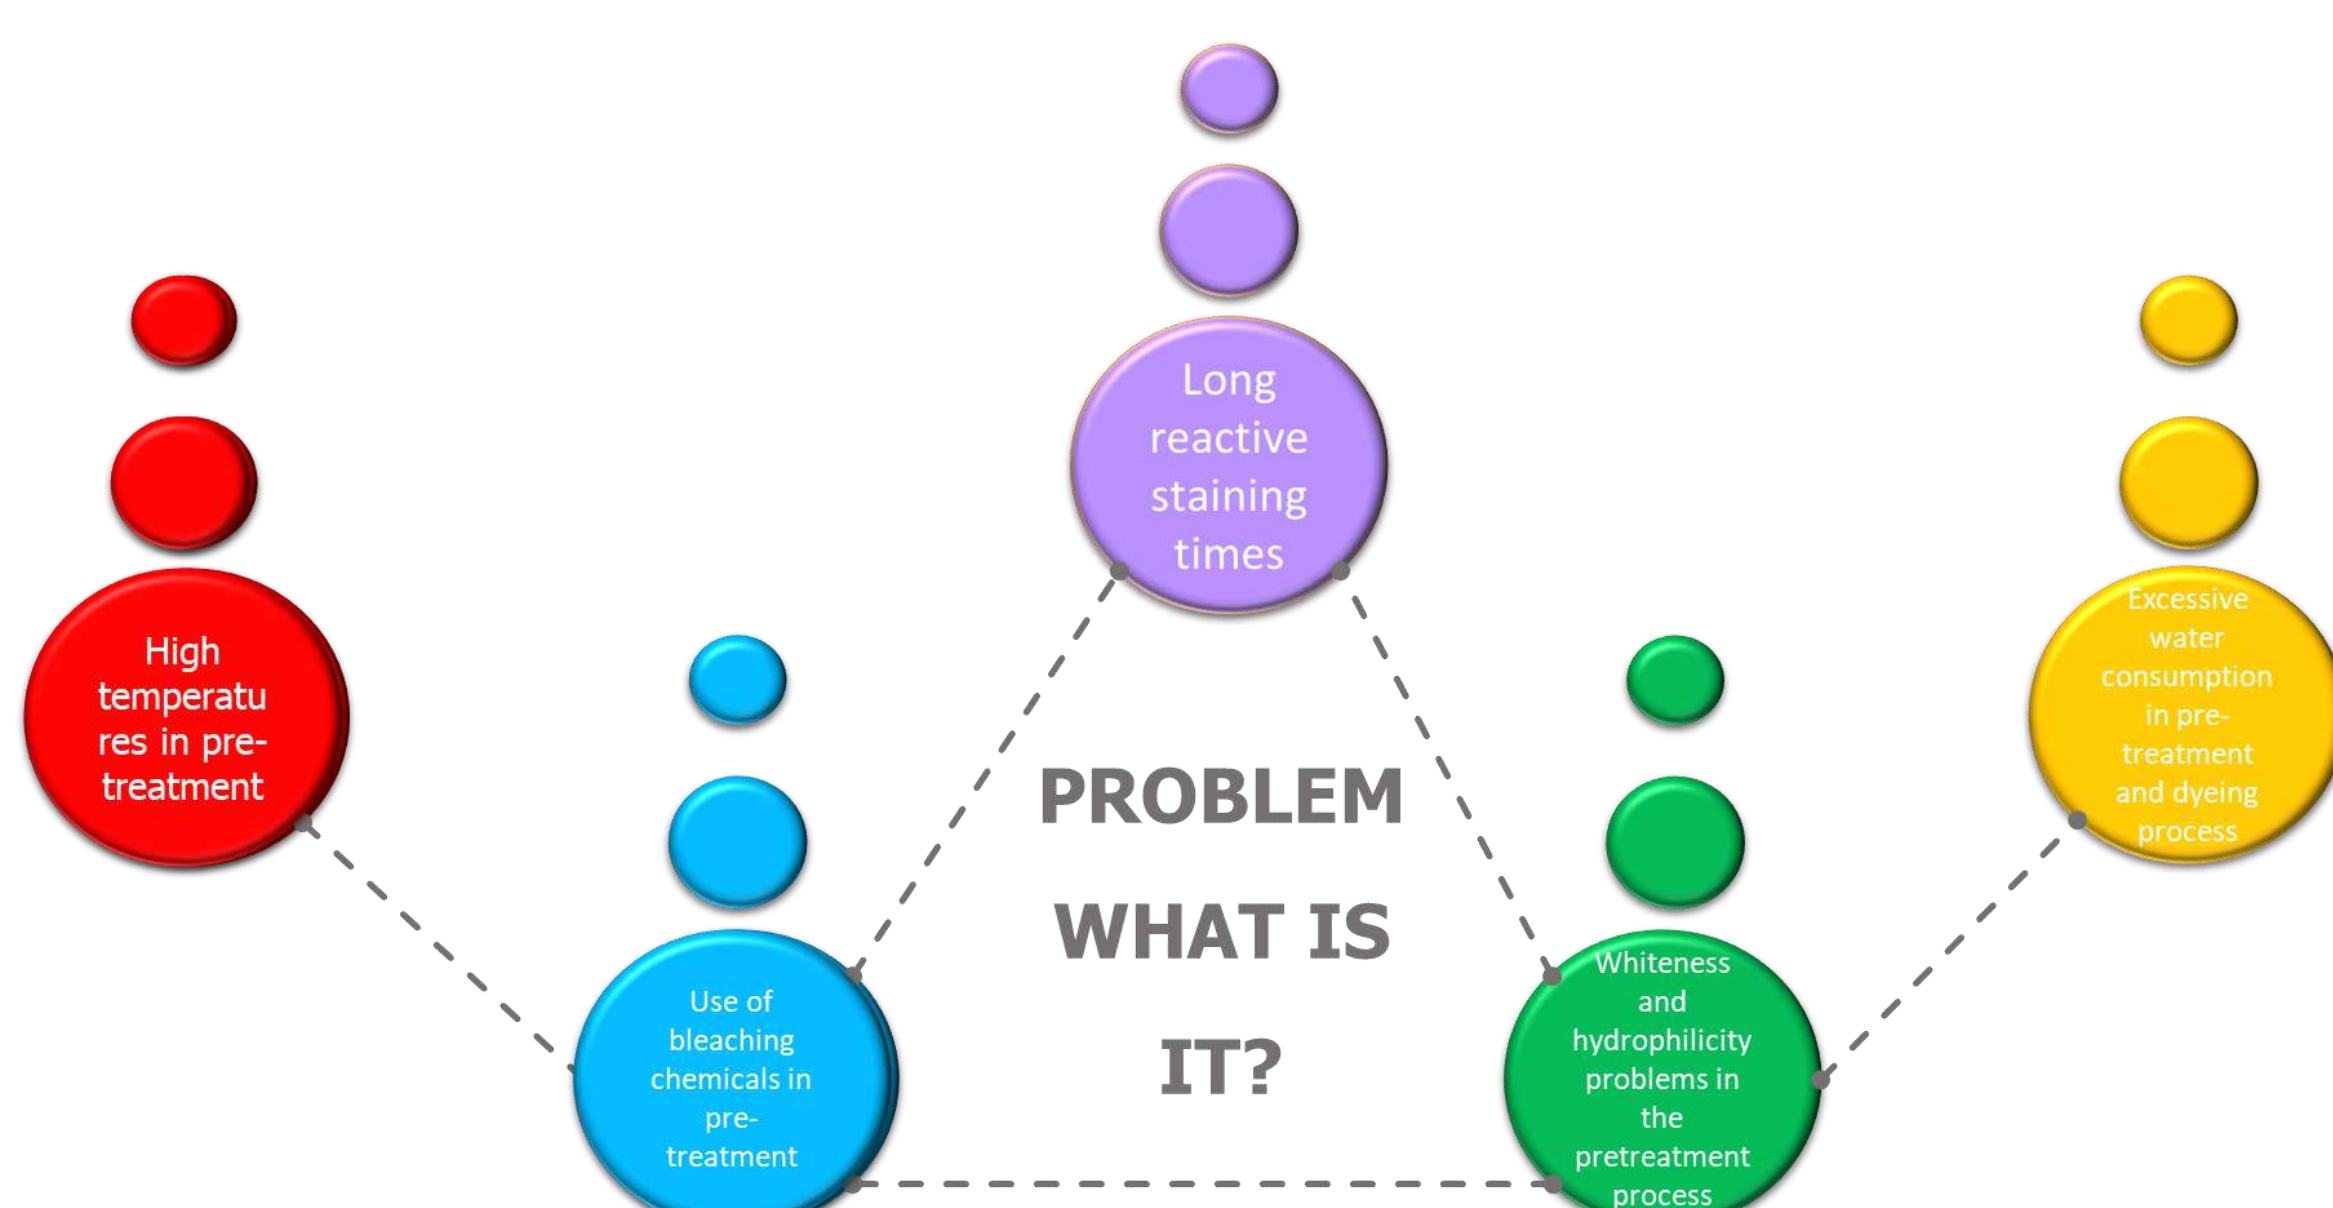 Long
reactive
staining
times
High
temperatu
res in pre-
treatment
Excessive
water
consumption
in pre-
treatment
and dyeing
process
PROBLEM
WHAT IS
IT?
Use of
bleaching
chemicals in
pre-
treatment
Whiteness
and
hydrophilicity
problems in
the
pretreatment
process